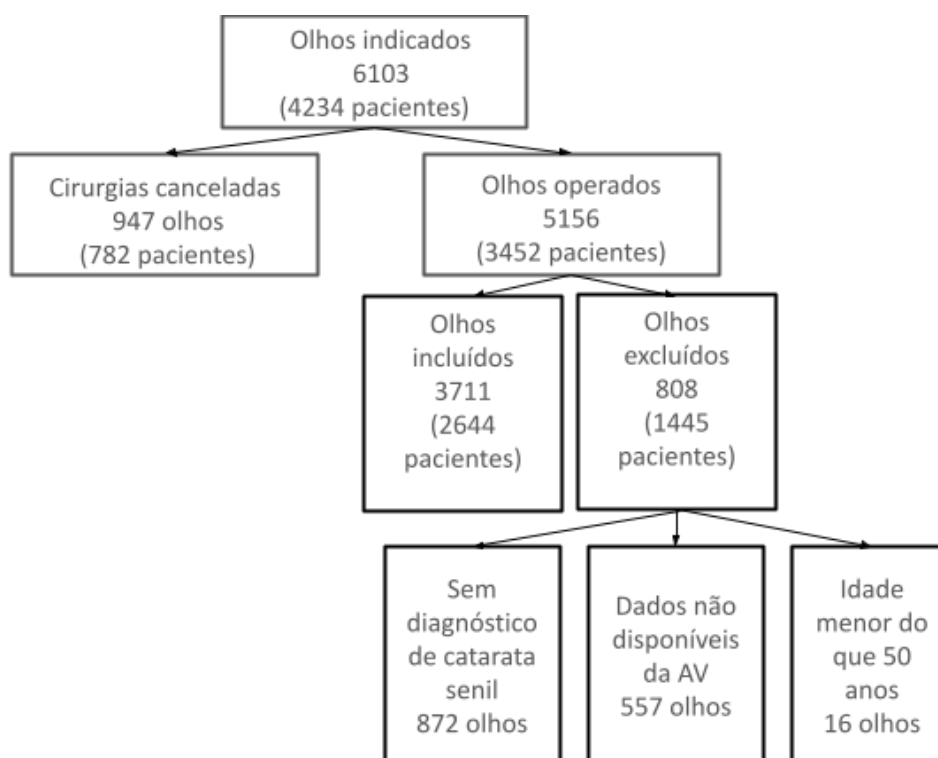 Olhos indicados
6103
(4234 pacientes)
Cirurgias canceladas
947 olhos
(782 pacientes)
Olhos operados
5156
(3452 pacientes)
Olhos
incluídos
3711
(2644
pacientes)
Olhos
excluídos
808
(1445
pacientes)
Sem
diagnóstico
de catarata
senil
872 olhos
Dados não
disponíveis
da AV
557 olhos
Idade
menor do
que 50
anos
16 olhos